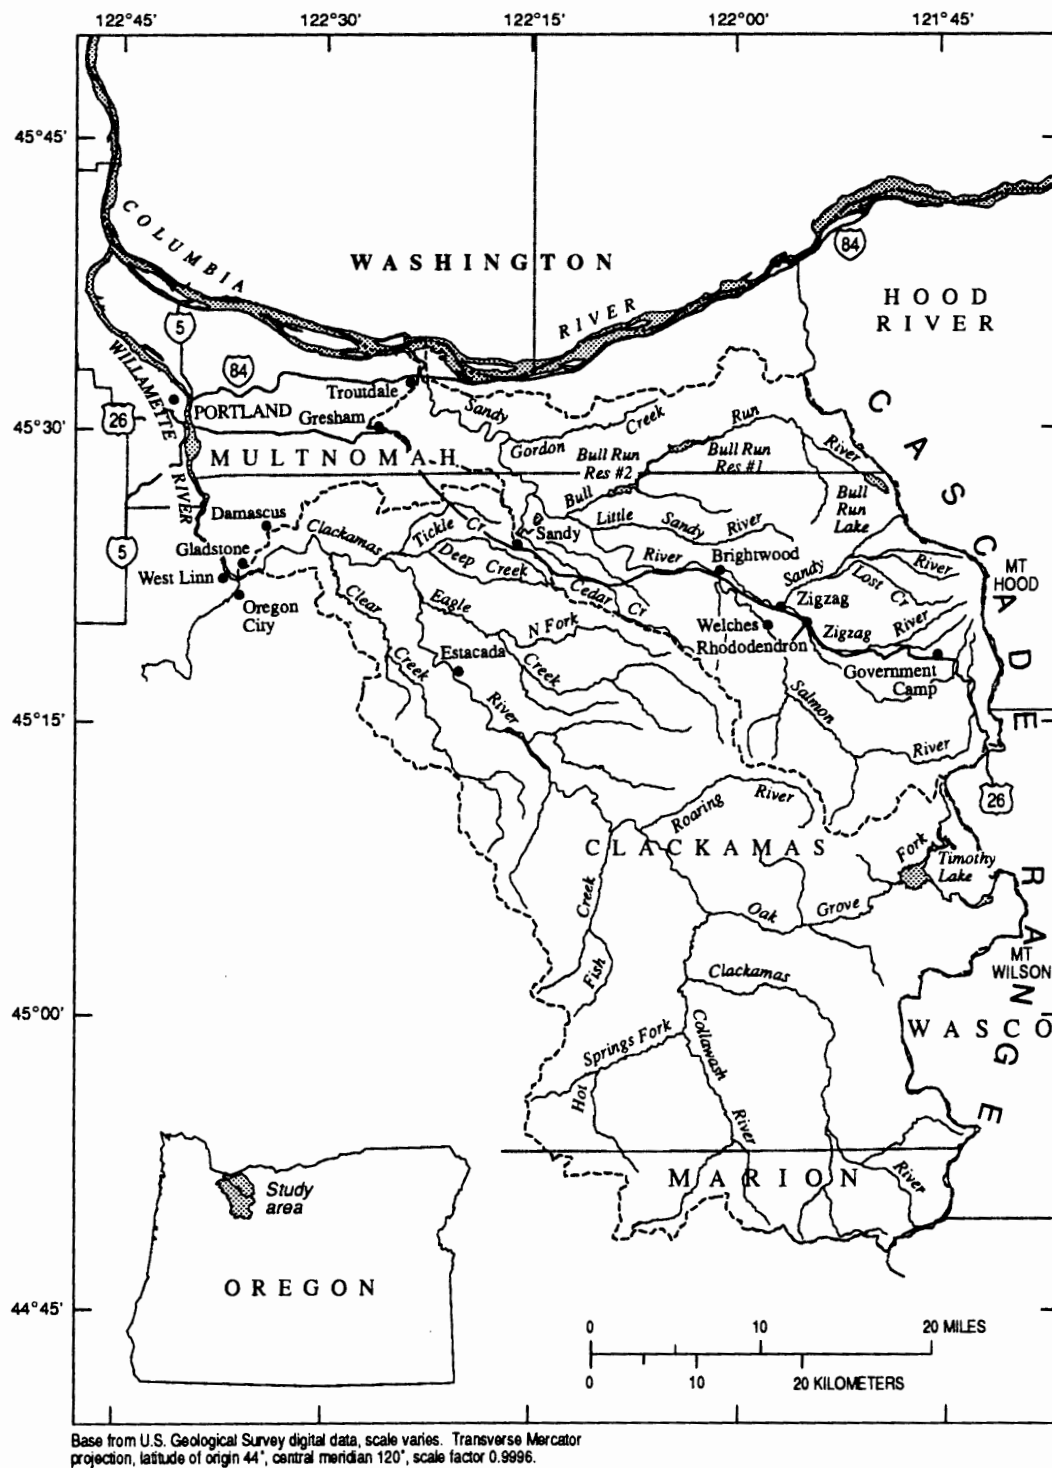 122°45' 122°30' 122°15' 122°00' 121°45'
45°45'
COLUMBIA
WASHINGTON
84
HOOD
RIVER
RIVER
5
WILLAMETTE
RIVER
84
Troutdale
26
PORTLAND
Gresham
Sandy
Gordon
Creek
Run
River
45°30'
MULTNOMAH
Bull Run
Res #2
Bull Run
Res #1
Bull
Run
Lake
CASCADE
RANGE
Damascus
Clackamas
Tickle
Cr
Sandy
Bull
Little
Sandy
River
5
Gladstone
West Linn
Oregon
City
Deep
Creek
Cedar
Cr
River
Brightwood
Sandy
River
Lost
Cr
MT
HOOD
Zigzag
Zigzag
River
Welches
Rhododendron
Government
Camp
Clear
Creek
Eagle
Creek
N Fork
Estacada
River
Salmon
River
45°15'
26
Roaring
River
CLACKAMAS
Fork
Timothy
Lake
Creek
Fish
Oak
Grove
Clackamas
MT
WILSON
45°00'
WASCO
Springs Fork
Hot
Collawash
River
MARION
River
Study
area
OREGON
44°45'
0 10 20 MILES
0 10 20 KILOMETERS
Base from U.S. Geological Survey digital data, scale varies. Transverse Mercator
projection, latitude of origin 44°, central meridian 120°, scale factor 0.9996.